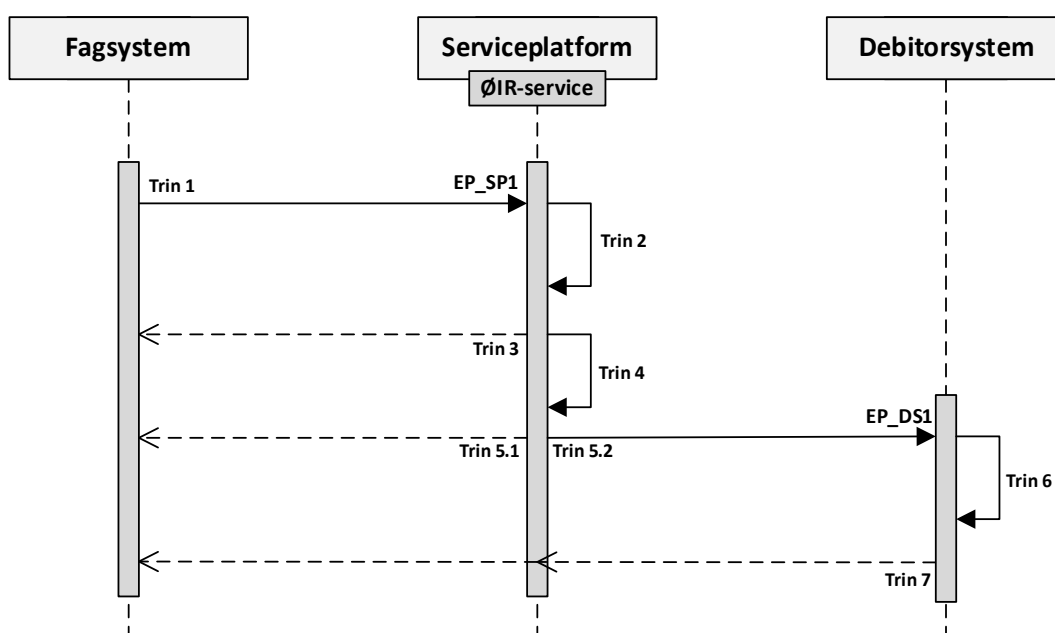 Fagsystem
Serviceplatform
Debitorsystem
ØIR-service
Trin 1
EP_SP1
Trin 2
Trin 3
Trin 4
EP_DS1
Trin 5.1
Trin 5.2
Trin 6
Trin 7